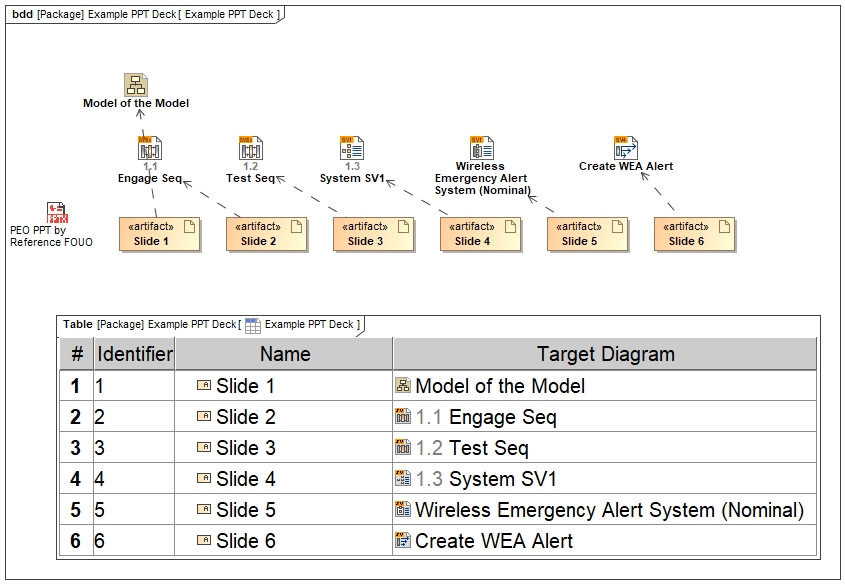 bdd [Package] Example PPT Deck [ Example PPT Deck ]
Model of the Model
1.1
Engage Seq
1.2
Test Seq
1.3
System SV1
Wireless
Emergency Alert
System (Nominal)
Create WEA Alert
PEO PPT by
Reference FOUO
«artifact»
Slide 1
«artifact»
Slide 2
«artifact»
Slide 3
«artifact»
Slide 4
«artifact»
Slide 5
«artifact»
Slide 6
Table [Package] Example PPT Deck [ Example PPT Deck ]
# Identifier Name Target Diagram
1 1 Slide 1 Model of the Model
2 2 Slide 2 1.1 Engage Seq
3 3 Slide 3 1.2 Test Seq
4 4 Slide 4 1.3 System SV1
5 5 Slide 5 Wireless Emergency Alert System (Nominal)
6 6 Slide 6 Create WEA Alert